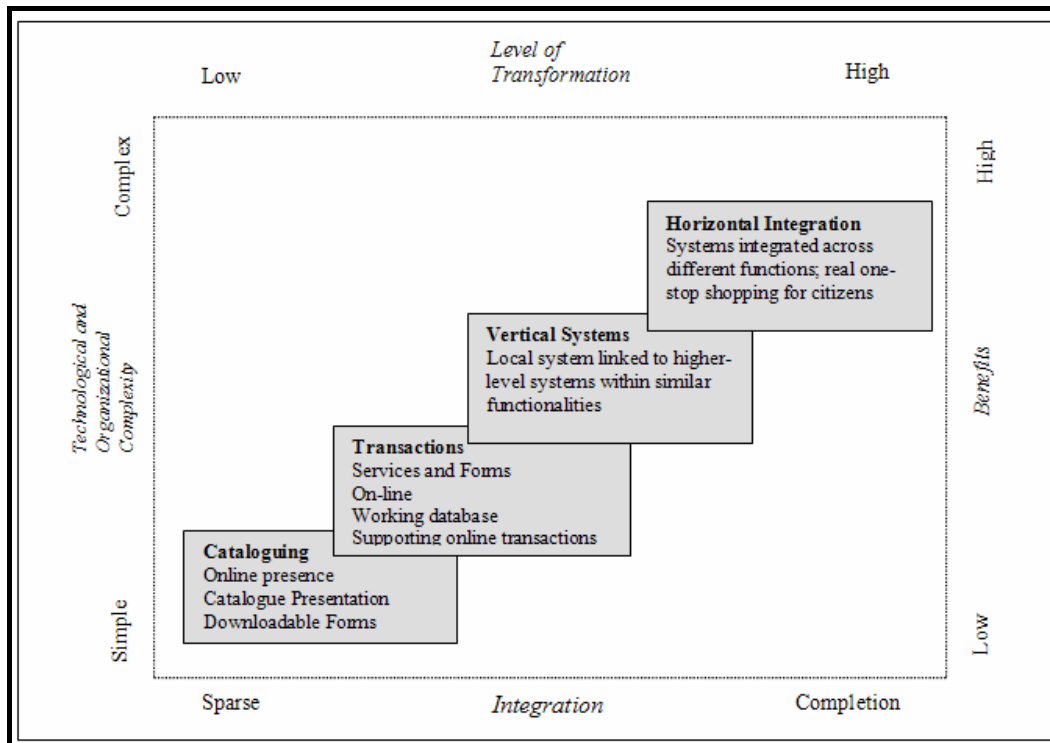 Level of
Transformation
Low
High
Complex
High
Horizontal Integration
Systems integrated across
different functions; real one-
stop shopping for citizens
Vertical Systems
Local system linked to higher-
level systems within similar
functionalities
Technological and
Organizational
Complexity
Benefits
Transactions
Services and Forms
On-line
Working database
Supporting online transactions
Cataloguing
Online presence
Catalogue Presentation
Downloadable Forms
Simple
Low
Sparse
Integration
Completion